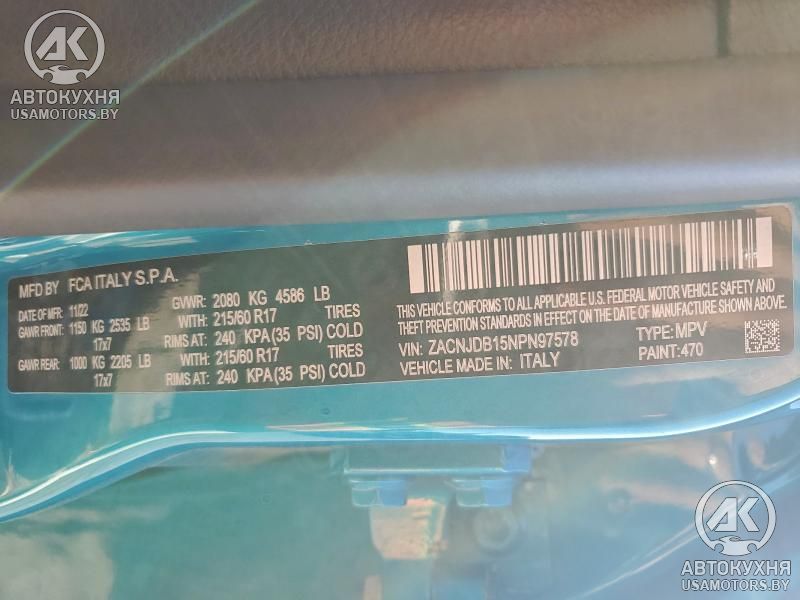 АК
АВТОКУХНЯ
USAMOTORS.BY
MFD BY FCA ITALY S.P.A.
DATE OF MFR: 11/22 GVWR: 2080 KG 4586 LB
GAWR FRONT: 1150 KG 2535 LB WITH: 215/60 R17 TIRES
17x7 RIMS AT: 240 KPA (35 PSI) COLD
GAWR REAR: 1000 KG 2205 LB WITH: 215/60 R17 TIRES
17x7 RIMS AT: 240 KPA (35 PSI) COLD
THIS VEHICLE CONFORMS TO ALL APPLICABLE U.S. FEDERAL MOTOR VEHICLE SAFETY AND
THEFT PREVENTION STANDARDS IN EFFECT ON THE DATE OF MANUFACTURE SHOWN ABOVE
VIN: ZACNJDB15NPN97578 TYPE: MPV
VEHICLE MADE IN: ITALY PAINT: 470
АК
АВТОКУХНЯ
USAMOTORS.BY